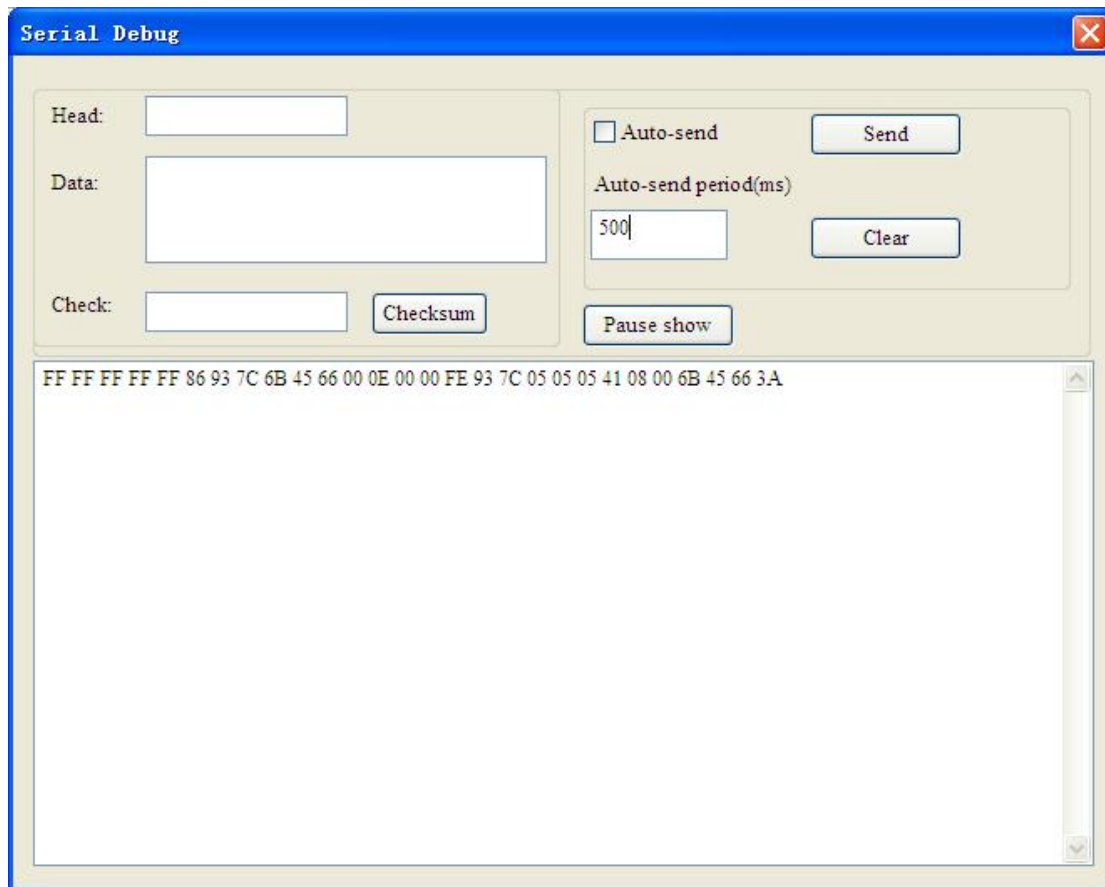 Serial Debug
Head:
Data:
Check:
Checksum
Auto-send
Send
Auto-send period(ms)
500
Clear
Pause show
FF FF FF FF FF 86 93 7C 6B 45 66 00 0E 00 00 FE 93 7C 05 05 05 41 08 00 6B 45 66 3A